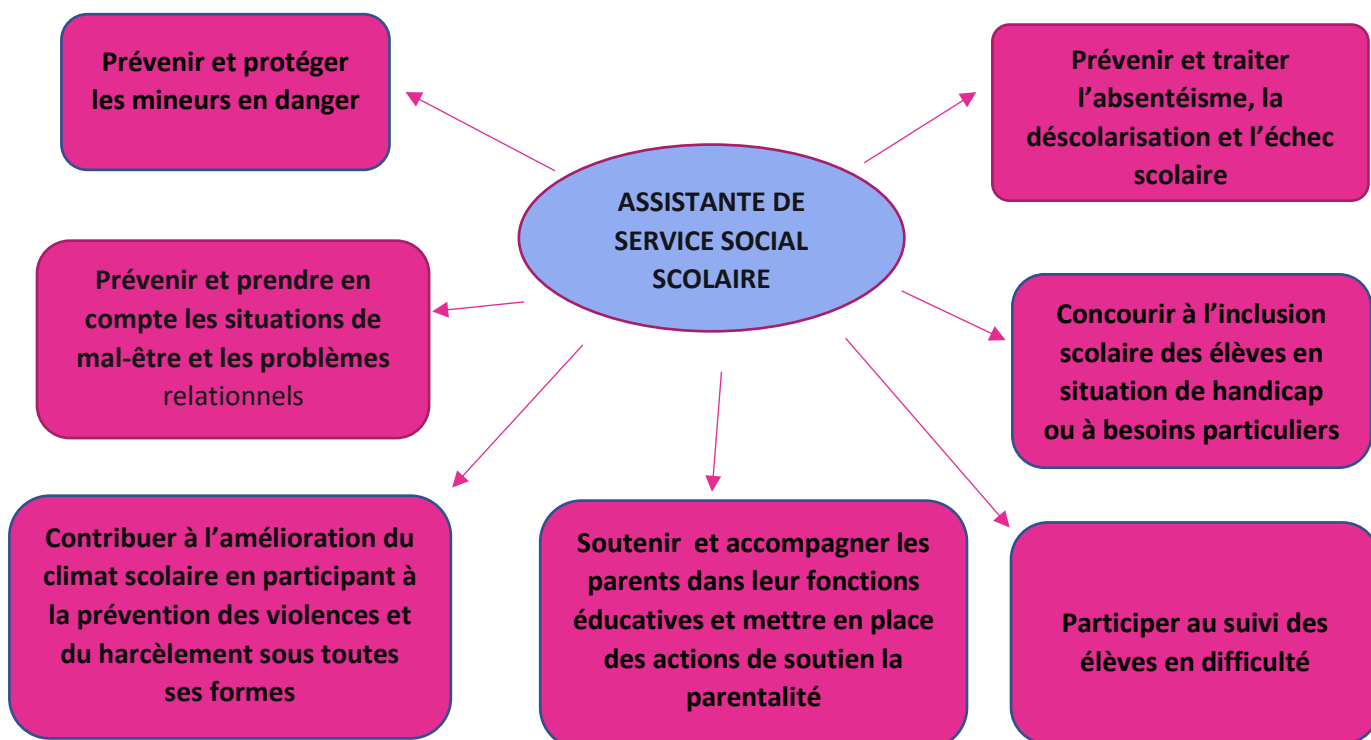 Prévenir et protéger
les mineurs en danger
Prévenir et traiter
l’absentéisme, la
déscolarisation et l’échec
scolaire
ASSISTANTE DE
SERVICE SOCIAL
SCOLAIRE
Prévenir et prendre en
compte les situations de
mal-être et les problèmes
relationnels
Concourir à l’inclusion
scolaire des élèves en
situation de handicap
ou à besoins particuliers
Contribuer à l’amélioration du
climat scolaire en participant à
la prévention des violences et
du harcèlement sous toutes
ses formes
Soutenir  et accompagner les
parents dans leur fonctions
éducatives et mettre en place
des actions de soutien la
parentalité
Participer au suivi des
élèves en difficulté